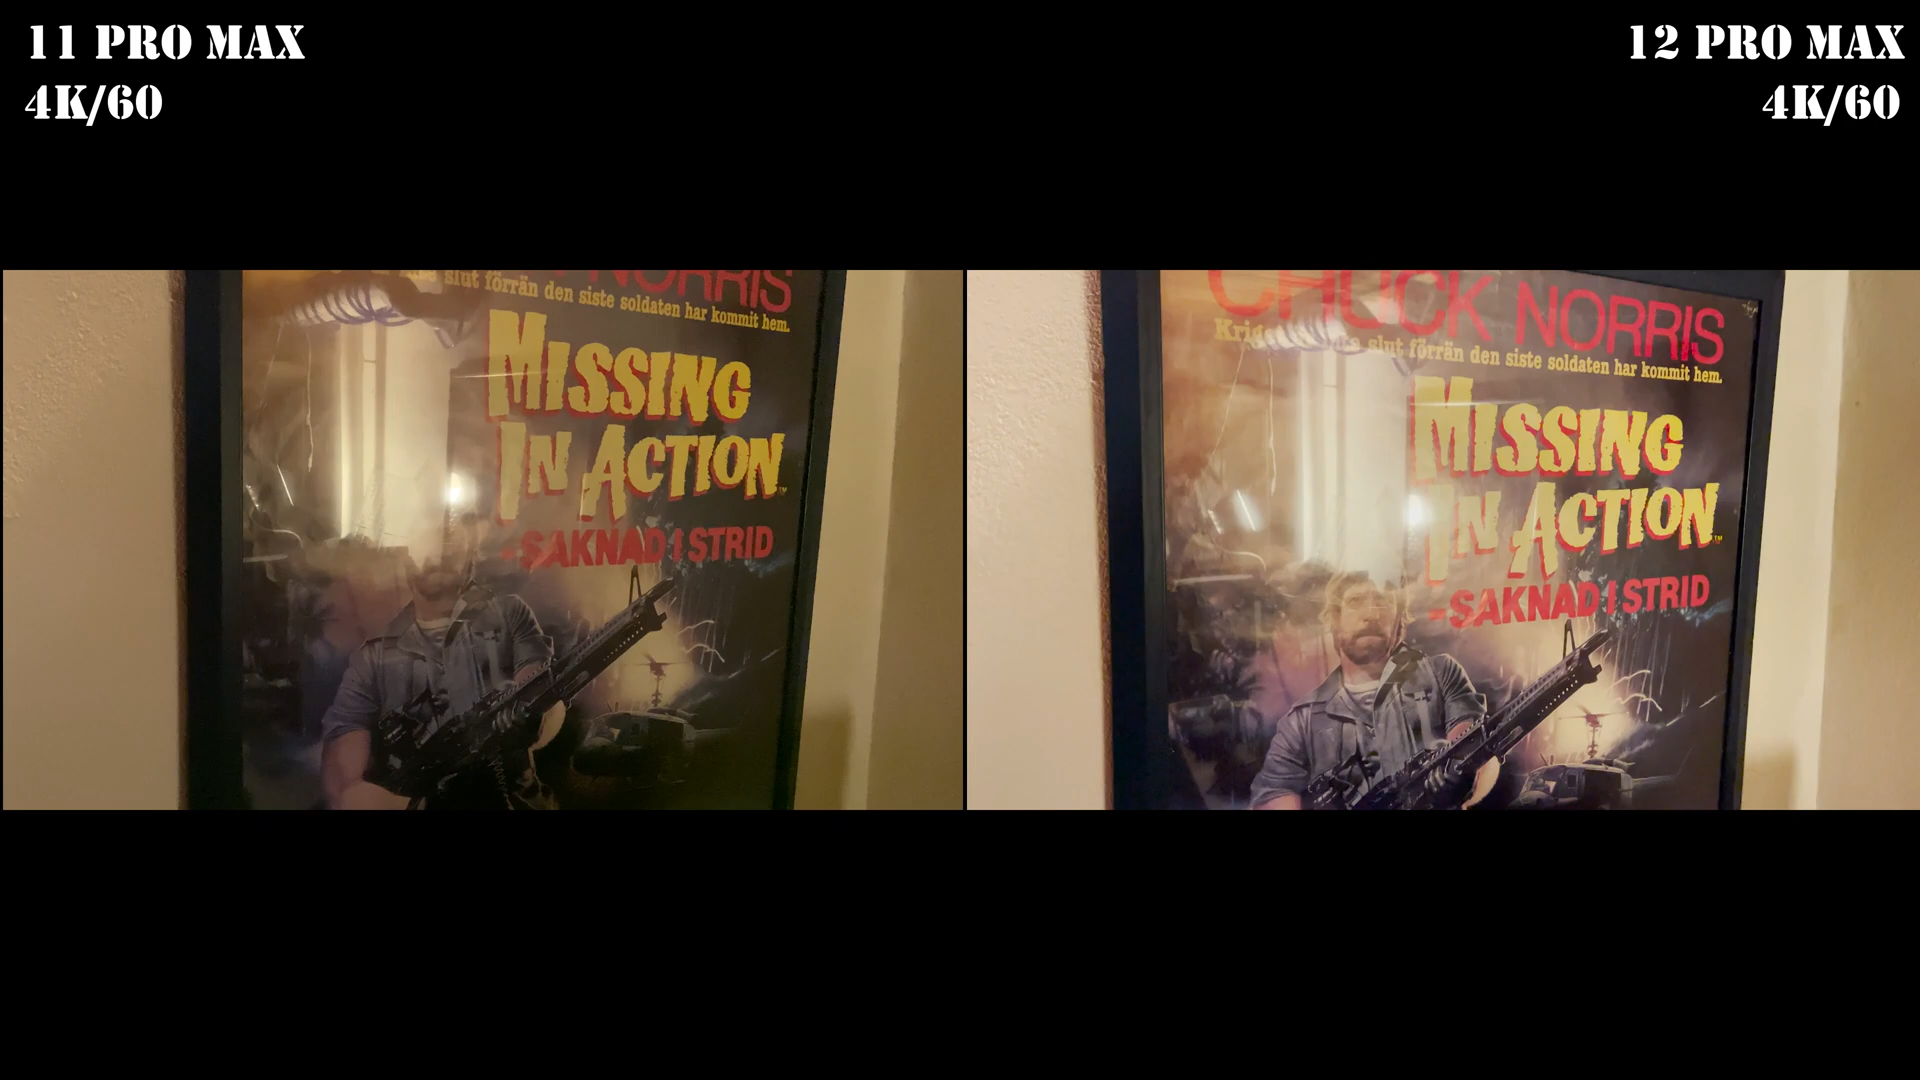 11 PRO MAX
4K/60
12 PRO MAX
4K/60
NORRIS
slut förrän den siste soldaten har kommit hem.
MISSING
IN ACTION
TM
-SAKNAD I STRID
CHUCK NORRIS
slut förrän den siste soldaten har kommit hem.
MISSING
IN ACTION
TM
-SAKNAD I STRID